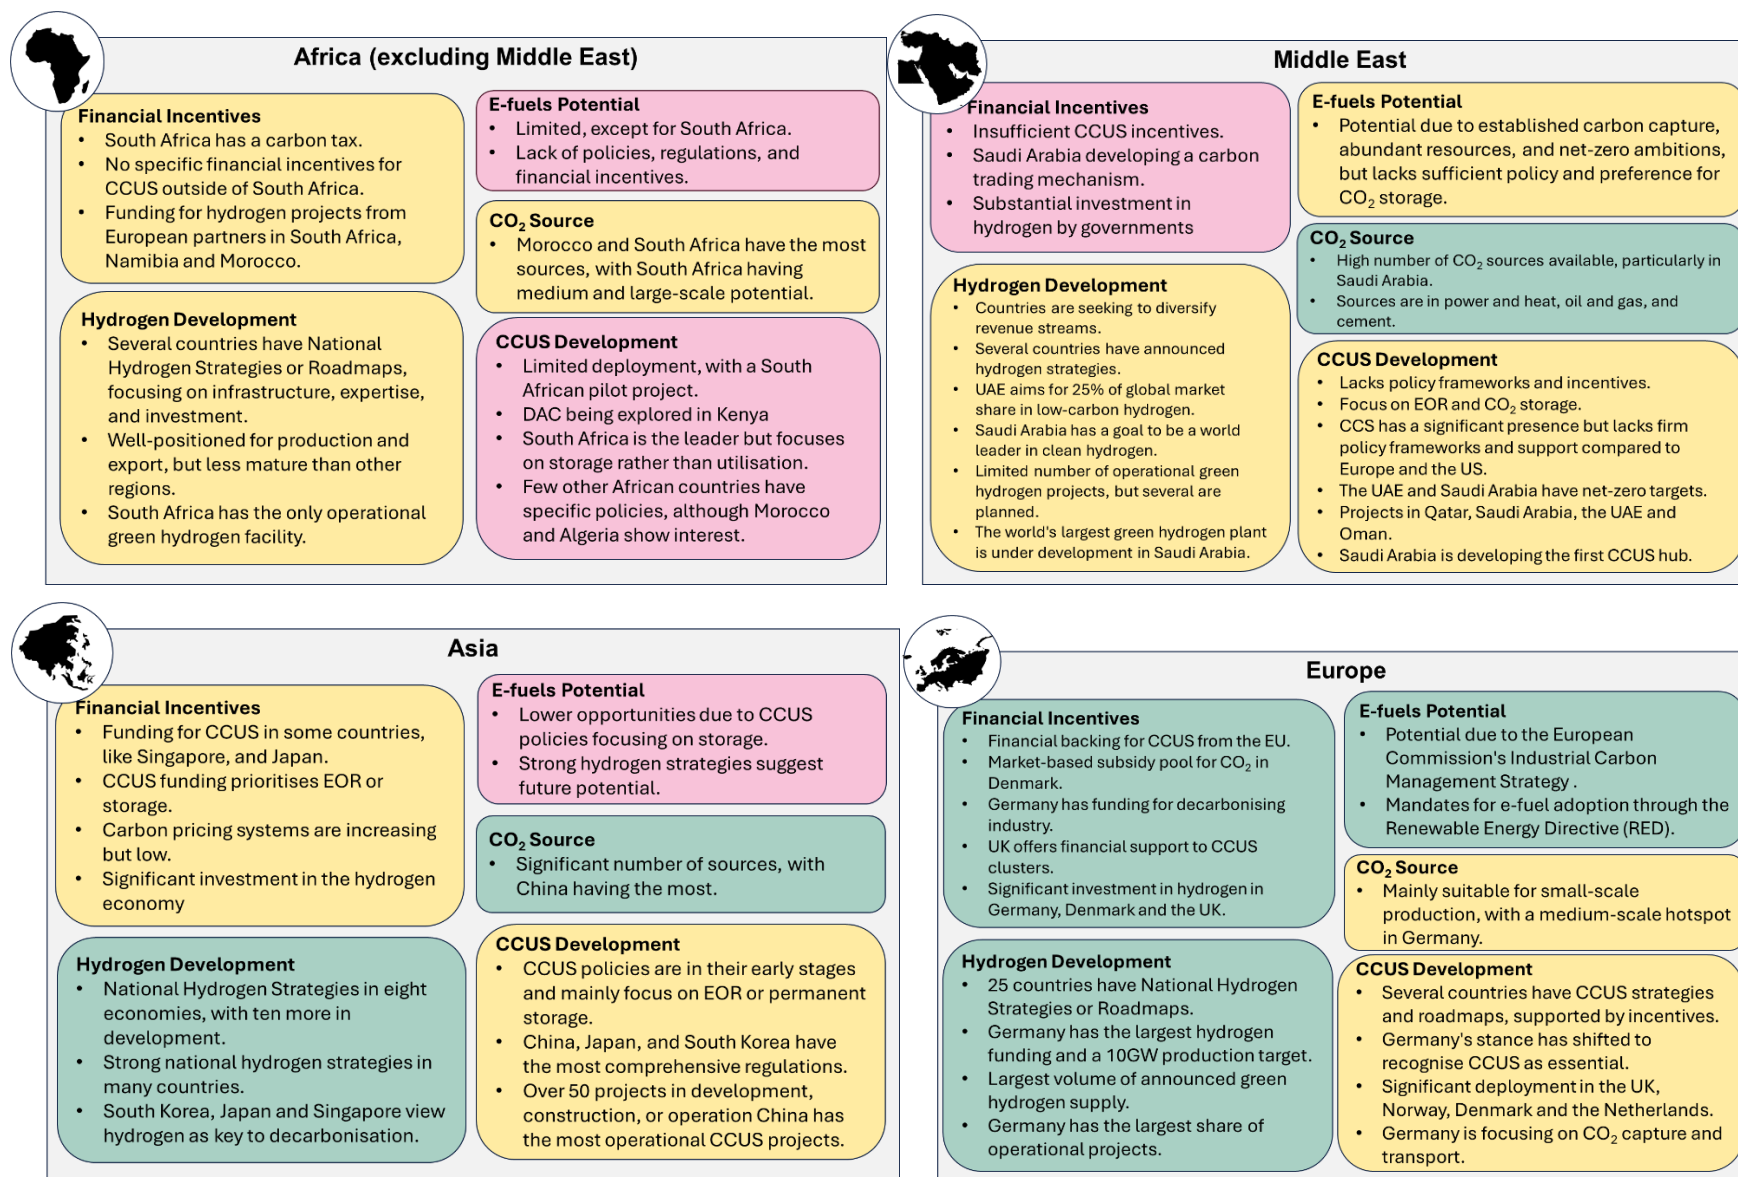 Africa (excluding Middle East)
Financial Incentives
• South Africa has a carbon tax.
• No specific financial incentives for
CCUS outside of South Africa.
• Funding for hydrogen projects from
European partners in South Africa,
Namibia and Morocco.
Hydrogen Development
• Several countries have National
Hydrogen Strategies or Roadmaps,
focusing on infrastructure, expertise,
and investment.
• Well-positioned for production and
export, but less mature than other
regions.
• South Africa has the only operational
green hydrogen facility.
E-fuels Potential
• Limited, except for South Africa.
• Lack of policies, regulations, and
financial incentives.
CO₂ Source
• Morocco and South Africa have the most
sources, with South Africa having
medium and large-scale potential.
CCUS Development
• Limited deployment, with a South
African pilot project.
• DAC being explored in Kenya
• South Africa is the leader but focuses
on storage rather than utilisation.
• Few other African countries have
specific policies, although Morocco
and Algeria show interest.
Middle East
Financial Incentives
• Insufficient CCUS incentives.
• Saudi Arabia developing a carbon
trading mechanism.
• Substantial investment in
hydrogen by governments
Hydrogen Development
• Countries are seeking to diversify
revenue streams.
• Several countries have announced
hydrogen strategies.
• UAE aims for 25% of global market
share in low-carbon hydrogen.
• Saudi Arabia has a goal to be a world
leader in clean hydrogen.
• Limited number of operational green
hydrogen projects, but several are
planned.
• The world's largest green hydrogen plant
is under development in Saudi Arabia.
E-fuels Potential
• Potential due to established carbon capture,
abundant resources, and net-zero ambitions,
but lacks sufficient policy and preference for
CO₂ storage.
CO₂ Source
• High number of CO₂ sources available, particularly in
Saudi Arabia.
• Sources are in power and heat, oil and gas, and
cement.
CCUS Development
• Lacks policy frameworks and incentives.
• Focus on EOR and CO₂ storage.
• CCS has a significant presence but lacks firm
policy frameworks and support compared to
Europe and the US.
• The UAE and Saudi Arabia have net-zero targets.
• Projects in Qatar, Saudi Arabia, the UAE and
Oman.
• Saudi Arabia is developing the first CCUS hub.
Asia
Financial Incentives
• Funding for CCUS in some countries,
like Singapore, and Japan.
• CCUS funding prioritises EOR or
storage.
• Carbon pricing systems are increasing
but low.
• Significant investment in the hydrogen
economy
Hydrogen Development
• National Hydrogen Strategies in eight
economies, with ten more in
development.
• Strong national hydrogen strategies in
many countries.
• South Korea, Japan and Singapore view
hydrogen as key to decarbonisation.
E-fuels Potential
• Lower opportunities due to CCUS
policies focusing on storage.
• Strong hydrogen strategies suggest
future potential.
CO₂ Source
• Significant number of sources, with
China having the most.
CCUS Development
• CCUS policies are in their early stages
and mainly focus on EOR or permanent
storage.
• China, Japan, and South Korea have
the most comprehensive regulations.
• Over 50 projects in development,
construction, or operation China has
the most operational CCUS projects.
Europe
Financial Incentives
• Financial backing for CCUS from the EU.
• Market-based subsidy pool for CO₂ in
Denmark.
• Germany has funding for decarbonising
industry.
• UK offers financial support to CCUS
clusters.
• Significant investment in hydrogen in
Germany, Denmark and the UK.
Hydrogen Development
• 25 countries have National Hydrogen
Strategies or Roadmaps.
• Germany has the largest hydrogen
funding and a 10GW production target.
• Largest volume of announced green
hydrogen supply.
• Germany has the largest share of
operational projects.
E-fuels Potential
• Potential due to the European
Commission's Industrial Carbon
Management Strategy .
• Mandates for e-fuel adoption through the
Renewable Energy Directive (RED).
CO₂ Source
• Mainly suitable for small-scale
production, with a medium-scale hotspot
in Germany.
CCUS Development
• Several countries have CCUS strategies
and roadmaps, supported by incentives.
• Germany's stance has shifted to
recognise CCUS as essential.
• Significant deployment in the UK,
Norway, Denmark and the Netherlands.
• Germany is focusing on CO₂ capture and
transport.